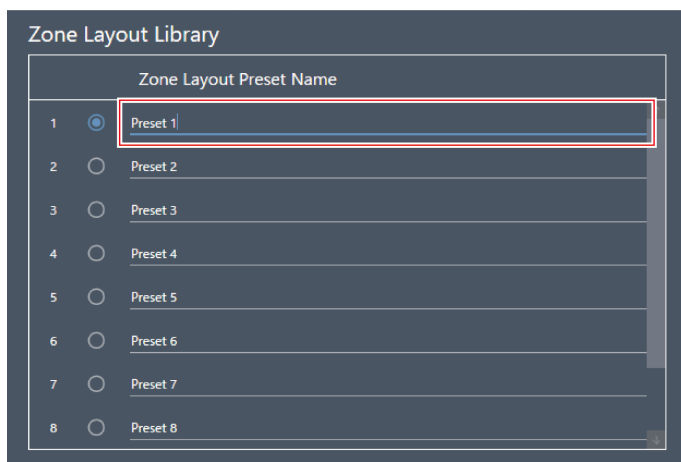 Zone Layout Library
Zone Layout Preset Name
1 Preset 1
2 Preset 2
3 Preset 3
4 Preset 4
5 Preset 5
6 Preset 6
7 Preset 7
8 Preset 8